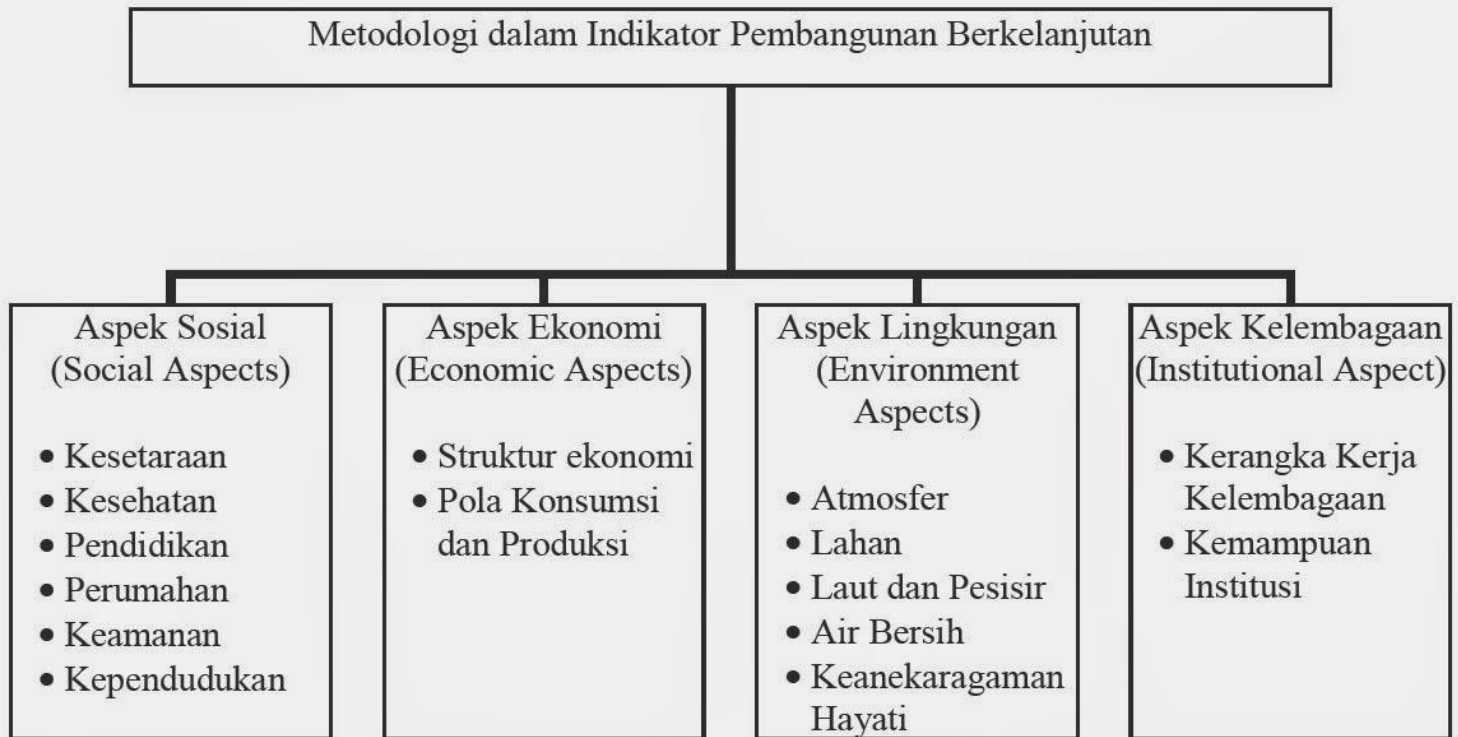 Metodologi dalam Indikator Pembangunan Berkelanjutan
Aspek Sosial
(Social Aspects)
• Kesetaraan
• Kesehatan
• Pendidikan
• Perumahan
• Keamanan
• Kependudukan
Aspek Ekonomi
(Economic Aspects)
• Struktur ekonomi
• Pola Konsumsi
dan Produksi
Aspek Lingkungan
(Environment
Aspects)
• Atmosfer
• Lahan
• Laut dan Pesisir
• Air Bersih
• Keanekaragaman
Hayati
Aspek Kelembagaan
(Institutional Aspect)
• Kerangka Kerja
Kelembagaan
• Kemampuan
Institusi